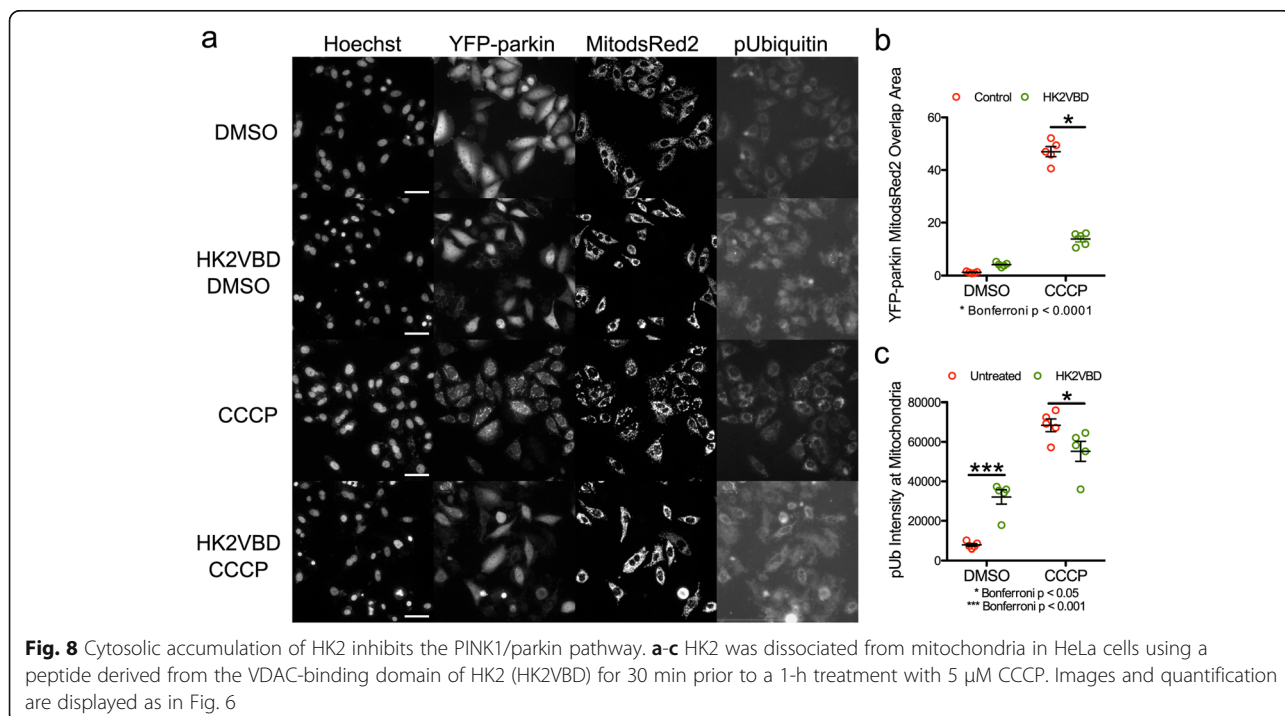 a
Hoechst YFP-parkin MitodsRed2 pUbiquitin
DMSO
HK2VBD
DMSO
CCCP
HK2VBD
CCCP
b
Control HK2VBD
YFP-parkin MitodsRed2 Overlap Area
60
40
20
0
*
DMSO CCCP
* Bonferroni p < 0.0001
c
Untreated HK2VBD
pUb Intensity at Mitochondria
80000
60000
40000
20000
0
***
*
DMSO CCCP
* Bonferroni p < 0.05
*** Bonferroni p < 0.001
Fig. 8 Cytosolic accumulation of HK2 inhibits the PINK1/parkin pathway. a-c HK2 was dissociated from mitochondria in HeLa cells using a
peptide derived from the VDAC-binding domain of HK2 (HK2VBD) for 30 min prior to a 1-h treatment with 5 μM CCCP. Images and quantification
are displayed as in Fig. 6